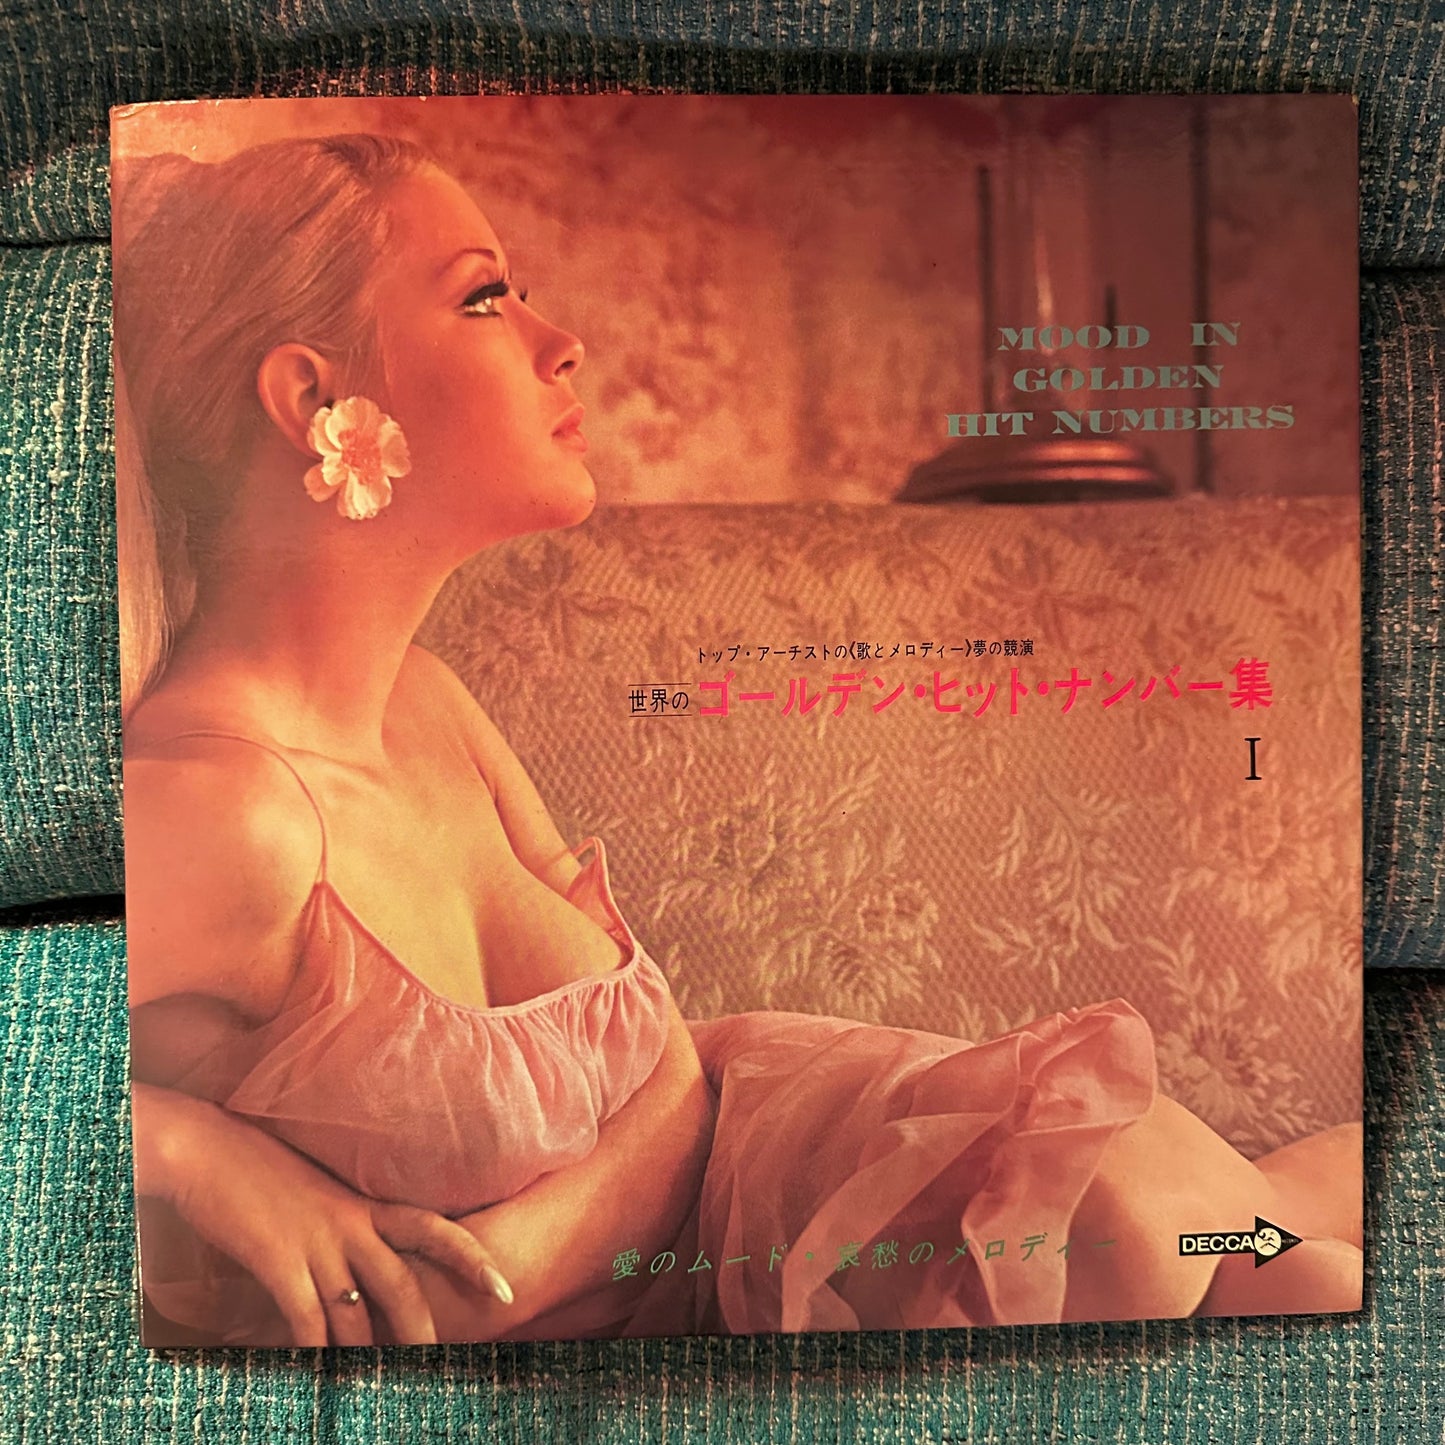 MOOD IN
GOLDEN
HIT NUMBERS
トップ・アーチストの《歌とメロディー》夢の競演
世界の ゴールデン・ヒット・ナンバー集
I
愛のムード・哀愁のメロディー
DECCA